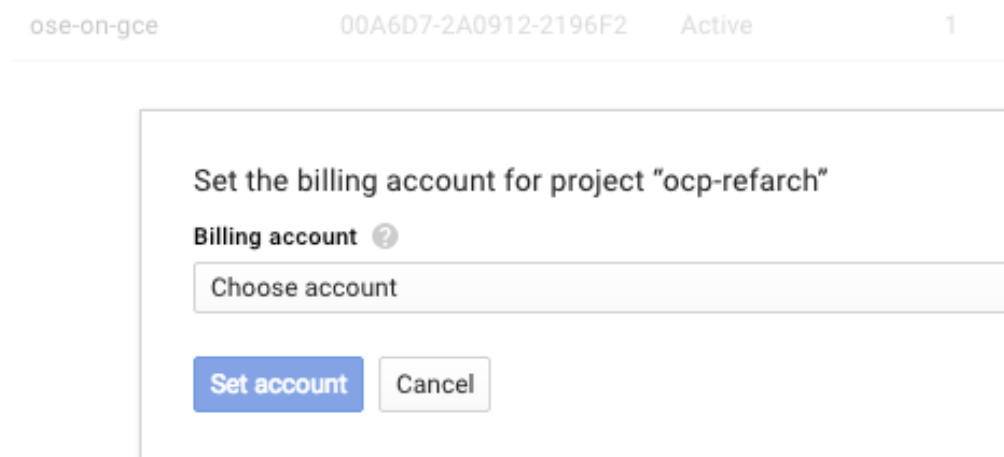 ose-on-gce 00A6D7-2A0912-2196F2 Active 1
Set the billing account for project “ocp-refarch”
Billing account ?
Choose account
Set account Cancel